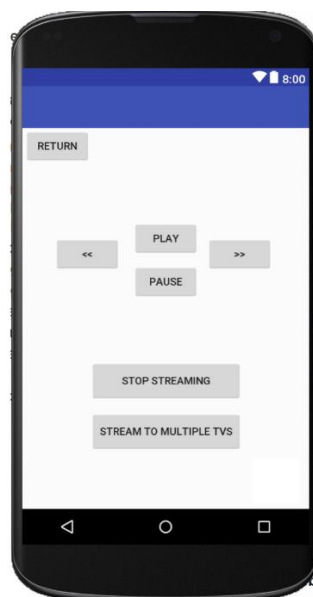 8:00
RETURN
PLAY
<< >>
PAUSE
STOP STREAMING
STREAM TO MULTIPLE TVS